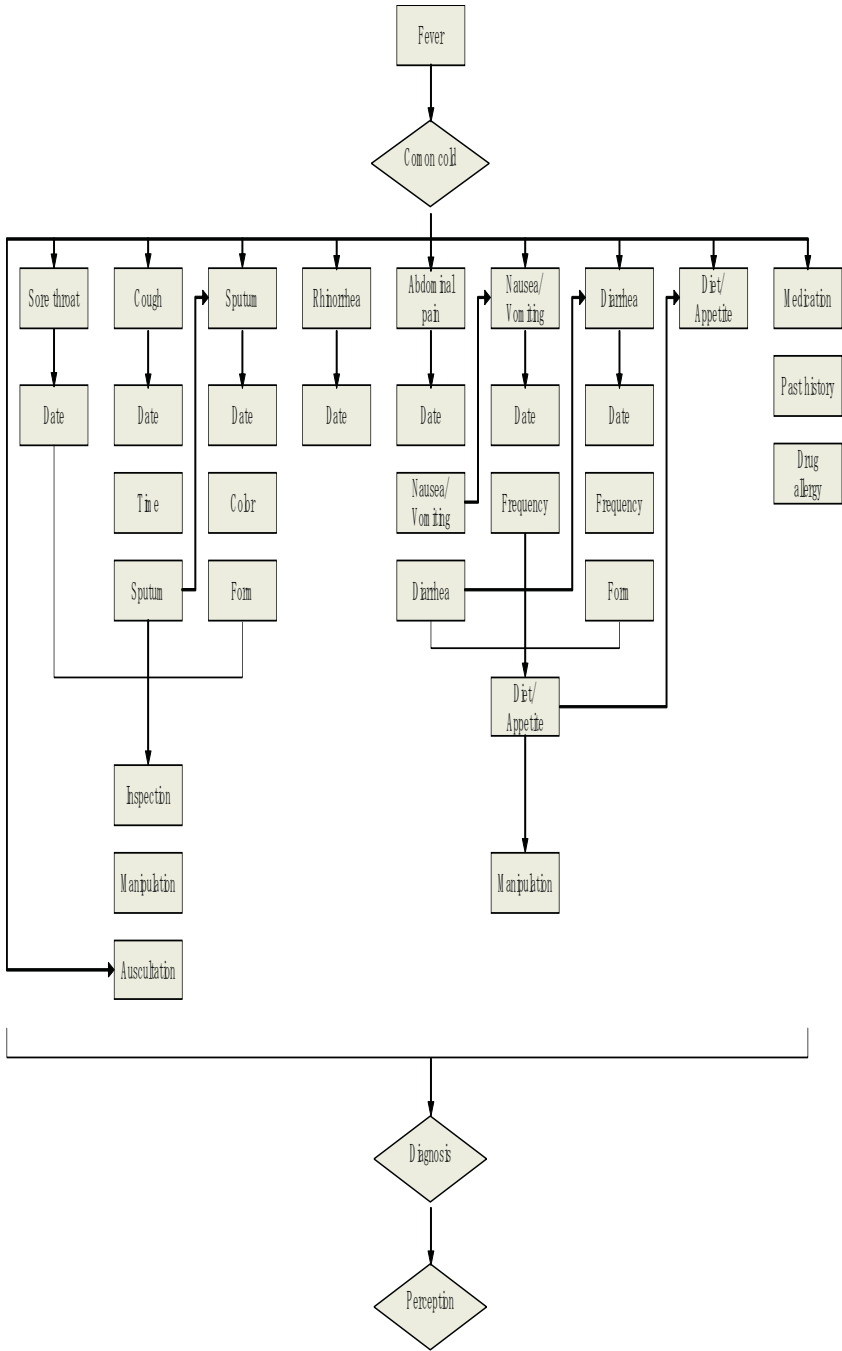 Fever
Comon cold
Sore throat
Cough
Sputum
Rhinorrhea
Abdominal
pain
Nausea/
Vomiting
Diarrhea
Diet/
Appetite
Medication
Date
Date
Date
Date
Date
Date
Date
Past history
Time
Color
Nausea/
Vomiting
Frequency
Frequency
Drug
allergy
Sputum
Form
Diarrhea
Form
Diet/
Appetite
Inspection
Manipulation
Manipulation
Auscultation
Diagnosis
Perception